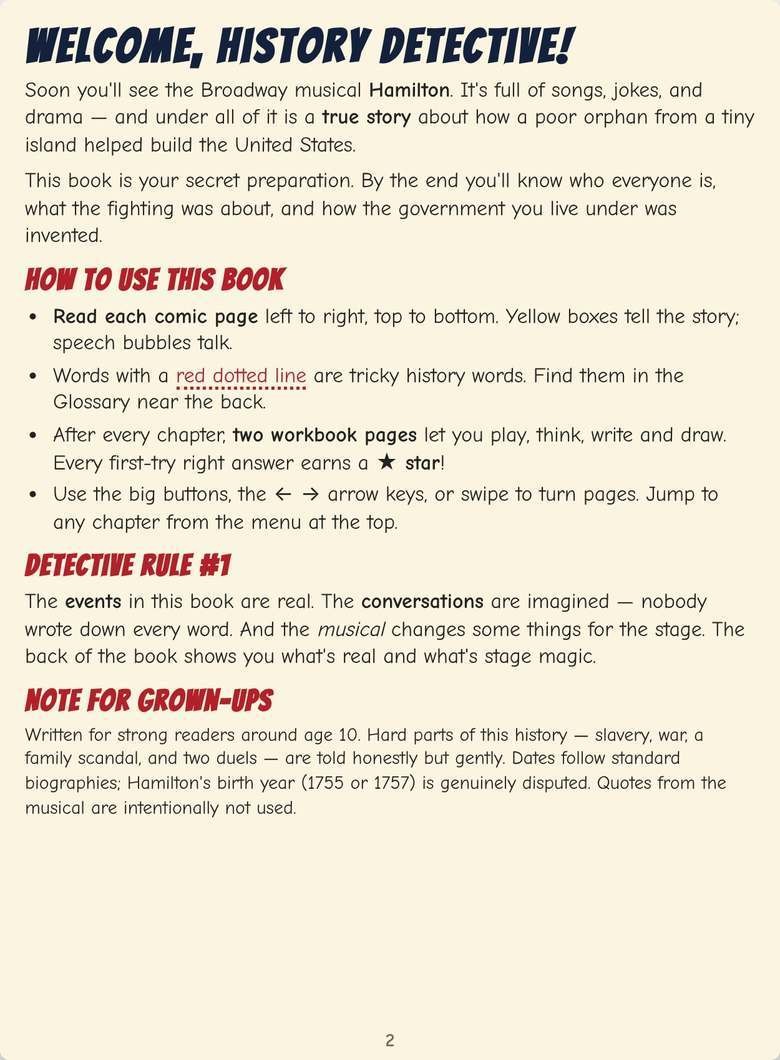 WELCOME, HISTORY DETECTIVE!
Soon you'll see the Broadway musical Hamilton. It's full of songs, jokes, and
drama — and under all of it is a true story about how a poor orphan from a tiny
island helped build the United States.
This book is your secret preparation. By the end you'll know who everyone is,
what the fighting was about, and how the government you live under was
invented.
HOW TO USE THIS BOOK
• Read each comic page left to right, top to bottom. Yellow boxes tell the story;
speech bubbles talk.
• Words with a red dotted line are tricky history words. Find them in the
Glossary near the back.
• After every chapter, two workbook pages let you play, think, write and draw.
Every first-try right answer earns a ★ star!
• Use the big buttons, the ← → arrow keys, or swipe to turn pages. Jump to
any chapter from the menu at the top.
DETECTIVE RULE #1
The events in this book are real. The conversations are imagined — nobody
wrote down every word. And the musical changes some things for the stage. The
back of the book shows you what's real and what's stage magic.
NOTE FOR GROWN-UPS
Written for strong readers around age 10. Hard parts of this history — slavery, war, a
family scandal, and two duels — are told honestly but gently. Dates follow standard
biographies; Hamilton's birth year (1755 or 1757) is genuinely disputed. Quotes from the
musical are intentionally not used.
2